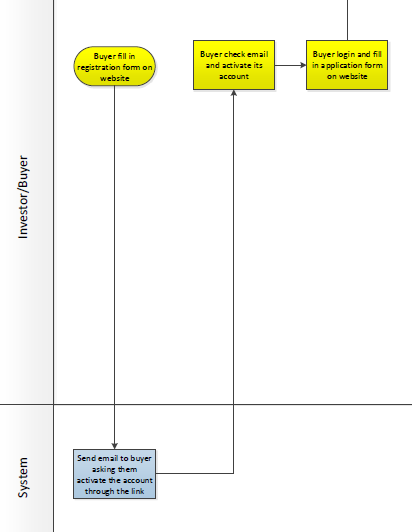 Investor/Buyer
Buyer fill in
registration form on
website
Buyer check email
and activate its
account
Buyer login and fill
in application form
on website
System
Send email to buyer
asking them
activate the account
through the link